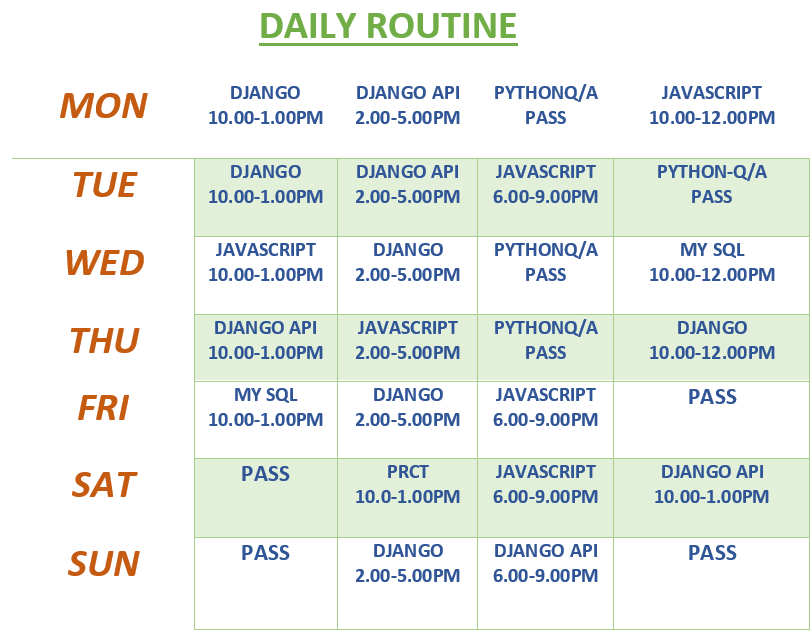 DAILY ROUTINE
MON
DJANGO
10.00-1.00PM
DJANGO API
2.00-5.00PM
PYTHONQ/A
PASS
JAVASCRIPT
10.00-12.00PM
TUE
DJANGO
10.00-1.00PM
DJANGO API
2.00-5.00PM
JAVASCRIPT
6.00-9.00PM
PYTHON-Q/A
PASS
WED
JAVASCRIPT
10.00-1.00PM
DJANGO
2.00-5.00PM
PYTHONQ/A
PASS
MY SQL
10.00-12.00PM
THU
DJANGO API
10.00-1.00PM
JAVASCRIPT
2.00-5.00PM
PYTHONQ/A
PASS
DJANGO
10.00-12.00PM
FRI
MY SQL
10.00-1.00PM
DJANGO
2.00-5.00PM
JAVASCRIPT
6.00-9.00PM
PASS
SAT
PASS
PRCT
10.0-1.00PM
JAVASCRIPT
6.00-9.00PM
DJANGO API
10.00-1.00PM
SUN
PASS
DJANGO
2.00-5.00PM
DJANGO API
6.00-9.00PM
PASS